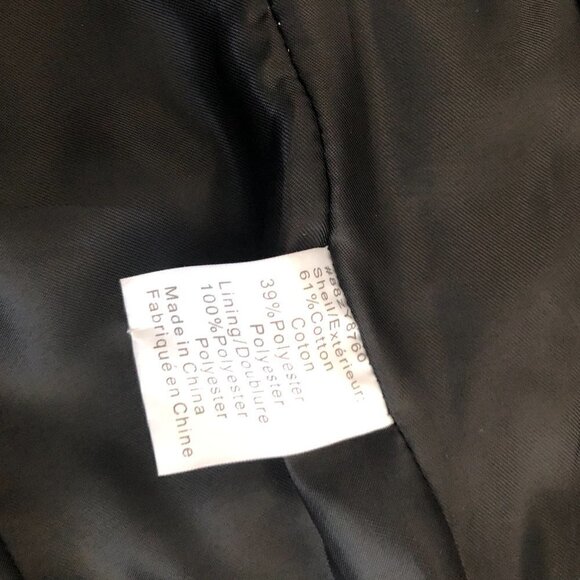 Shell/Extérieur:
61%Cotton
Coton
39%Polyester
Polyester
Lining/Doublure
100%Polyester
Polyester
Made in China
Fabriqué en Chine